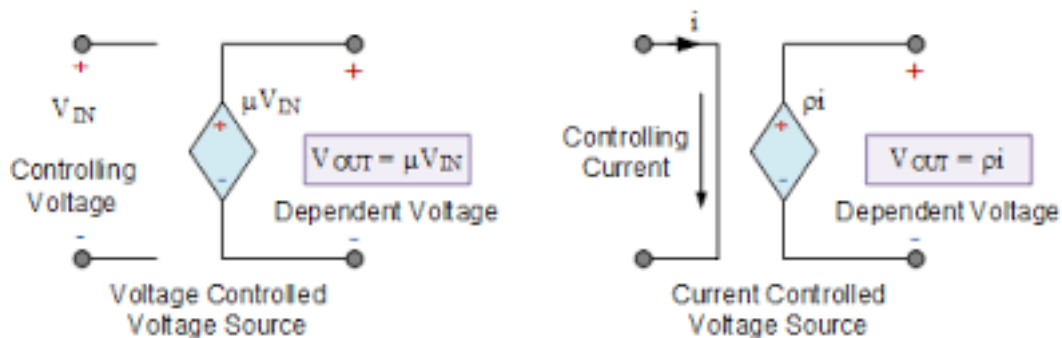 +
V_IN
Controlling
Voltage
-
μV_IN
+
-
+
V_OUT = μV_IN
Dependent Voltage
-
Voltage Controlled
Voltage Source
i
Controlling
Current
ρi
+
-
+
V_OUT = ρi
Dependent Voltage
-
Current Controlled
Voltage Source